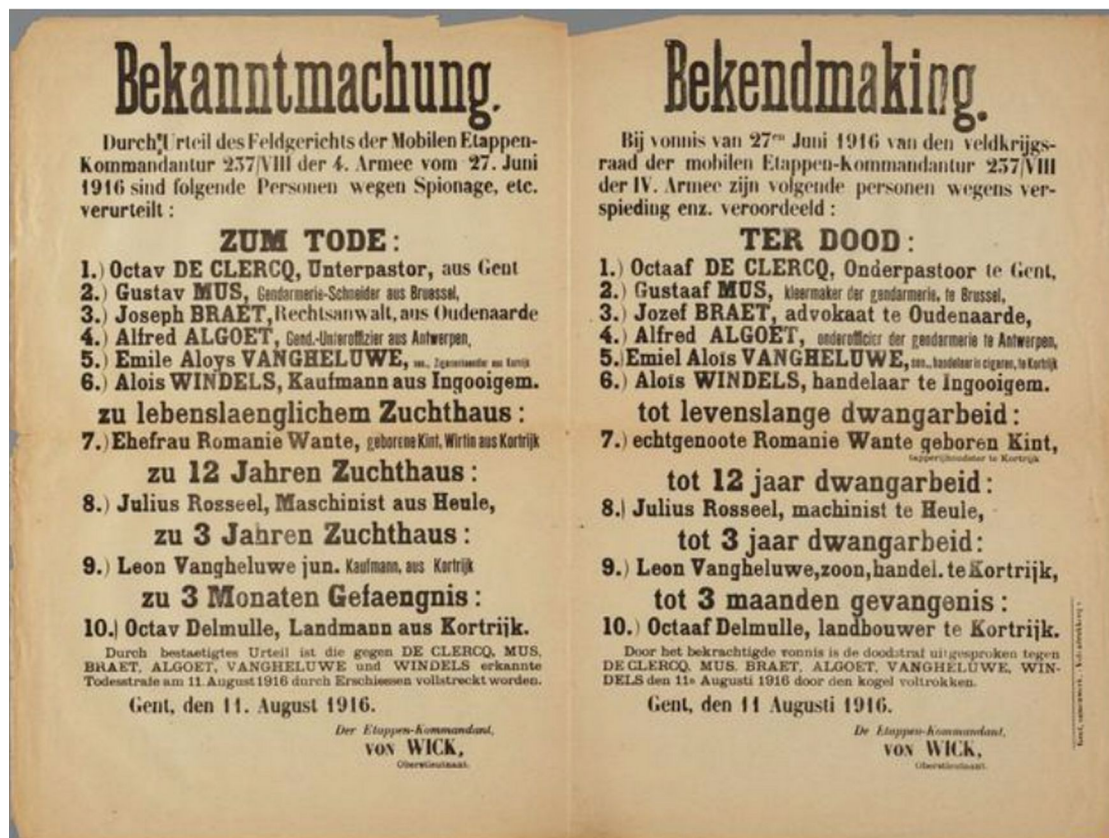 Bekanntmachung.
Durch Urteil des Feldgerichts der Mobilen Etappen-
Kommandantur 237/VIII der 4. Armee vom 27. Juni
1916 sind folgende Personen wegen Spionage, etc.
verurteilt :
ZUM TODE :
1.) Octav DE CLERCQ, Unterpastor, aus Gent
2.) Gustav MUS, Gendarmerie-Schneider aus Bruessel,
3.) Joseph BRAET, Rechtsanwalt, aus Oudenaarde
4.) Alfred ALGOET, Gend.-Unteroffizier aus Antwerpen,
5.) Emile Aloys VANGHELUWE, sen., aus Kortrijk
6.) Alois WINDELS, Kaufmann aus Ingooigem.
zu lebenslaenglichem Zuchthaus :
7.) Ehefrau Romanie Wante, geborene Kint, Wirtin aus Kortrijk
zu 12 Jahren Zuchthaus :
8.) Julius Rosseel, Maschinist aus Heule,
zu 3 Jahren Zuchthaus :
9.) Leon Vangheluwe jun. Kaufmann, aus Kortrijk
zu 3 Monaten Gefaengnis :
10.) Octav Delmulle, Landmann aus Kortrijk.
Durch bestaetigtes Urteil ist die gegen DE CLERCQ, MUS,
BRAET, ALGOET, VANGHELUWE und WINDELS erkannte
Todesstrafe am 11. August 1916 durch Erschiessen vollstreckt worden.
Gent, den 11. August 1916.
Der Etappen-Kommandant,
VON WICK,
Oberstleutnant.
Bekendmaking.
Bij vonnis van 27en Juni 1916 van den veldkrijgs-
raad der mobilen Etappen-Kommandantur 237/VIII
der IV. Armee zijn volgende personen wegens ver-
spieding enz. veroordeeld :
TER DOOD :
1.) Octaaf DE CLERCQ, Onderpastoor te Gent,
2.) Gustaaf MUS, kleermaker der gendarmerie, te Brussel,
3.) Jozef BRAET, advokaat te Oudenaarde,
4.) Alfred ALGOET, onderofficier der gendarmerie te Antwerpen,
5.) Emiel Aloïs VANGHELUWE, sen., handelaar in cigaren, te Kortrijk
6.) Aloïs WINDELS, handelaar te Ingooigem.
tot levenslange dwangarbeid :
7.) echtgenoote Romanie Wante geboren Kint,
tapperijhoudster te Kortrijk
tot 12 jaar dwangarbeid :
8.) Julius Rosseel, machinist te Heule,
tot 3 jaar dwangarbeid :
9.) Leon Vangheluwe, zoon, handel. te Kortrijk,
tot 3 maanden gevangenis :
10.) Octaaf Delmulle, landbouwer te Kortrijk.
Door het bekrachtigde vonnis is de doodstraf uitgesproken tegen
DE CLERCQ, MUS, BRAET, ALGOET, VANGHELUWE, WIN-
DELS den 11n Augusti 1916 door den kogel voltrokken.
Gent, den 11 Augusti 1916.
De Etappen-Kommandant,
VON WICK,
Oberstleutnant.